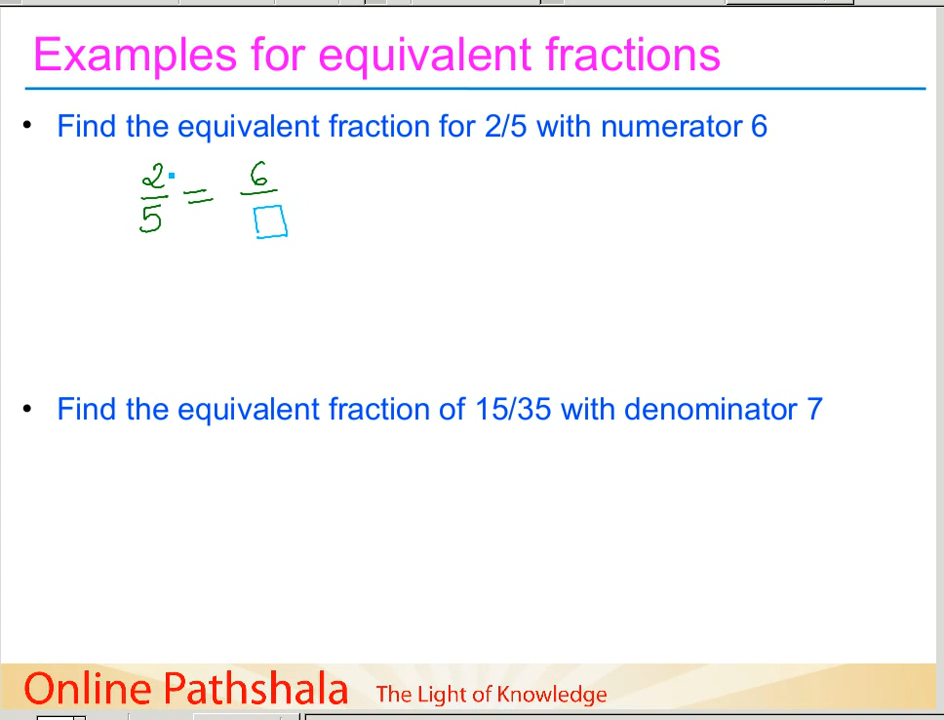 Examples for equivalent fractions
• Find the equivalent fraction for 2/5 with numerator 6
2/5 = 6/□
• Find the equivalent fraction of 15/35 with denominator 7
Online Pathshala The Light of Knowledge